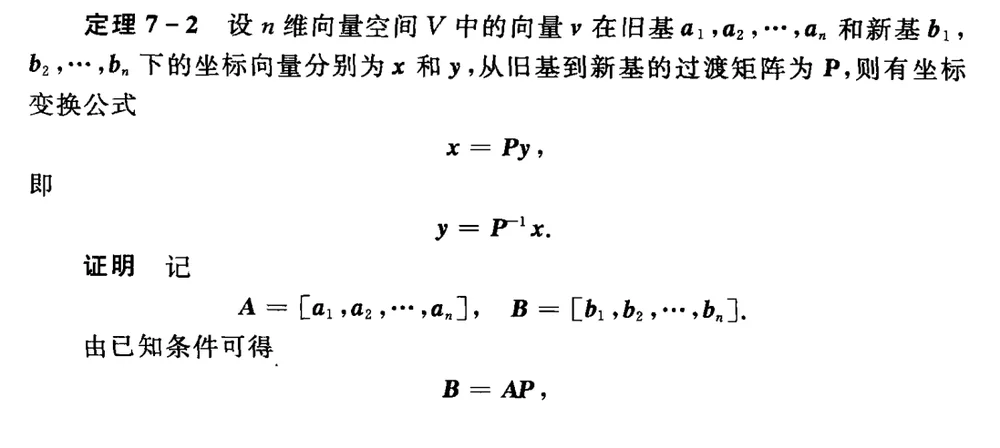 定理7-2 设 n 维向量空间 V 中的向量 v 在旧基 a₁,a₂,⋯,aₙ 和新基 b₁,
b₂,⋯,bₙ 下的坐标向量分别为 x 和 y,从旧基到新基的过渡矩阵为 P,则有坐标
变换公式
x = Py,
即
y = P⁻¹x.
证明 记
A = [a₁,a₂,⋯,aₙ], B = [b₁,b₂,⋯,bₙ].
由已知条件可得
B = AP,